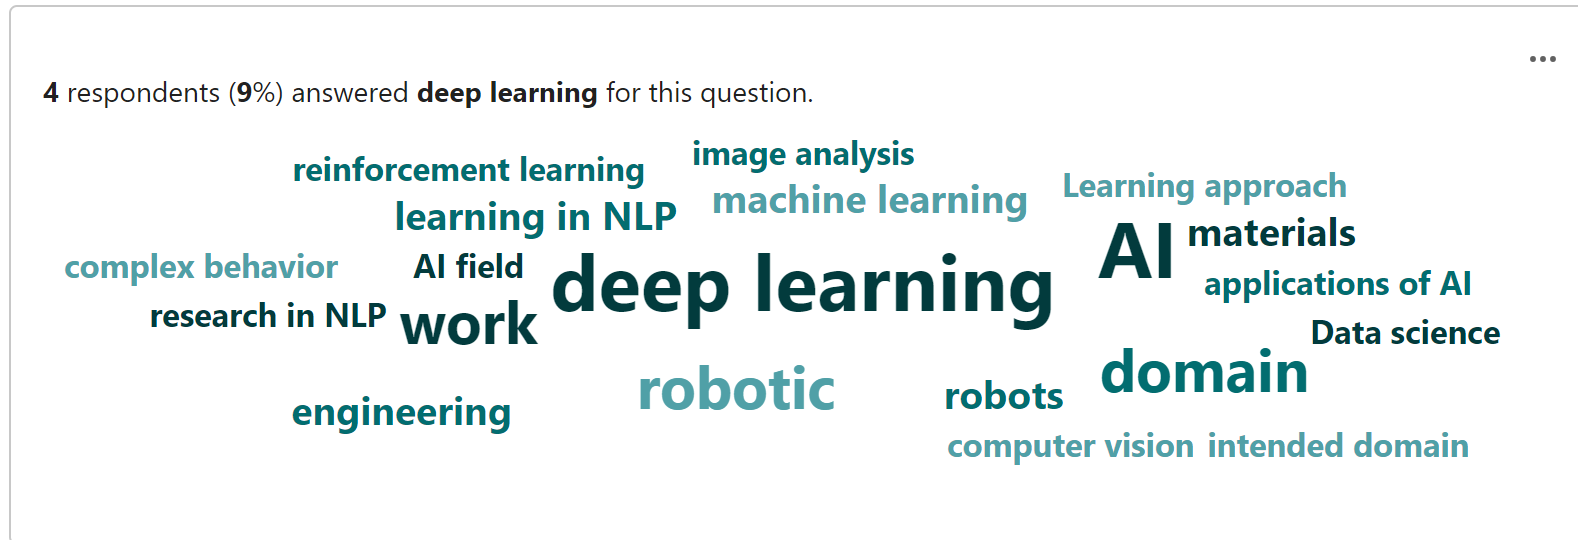 4 respondents (9%) answered deep learning for this question.
image analysis
reinforcement learning
machine learning
Learning approach
learning in NLP
AI
materials
complex behavior
AI field
deep learning
applications of AI
research in NLP
work
Data science
robotic
domain
engineering
robots
computer vision
intended domain